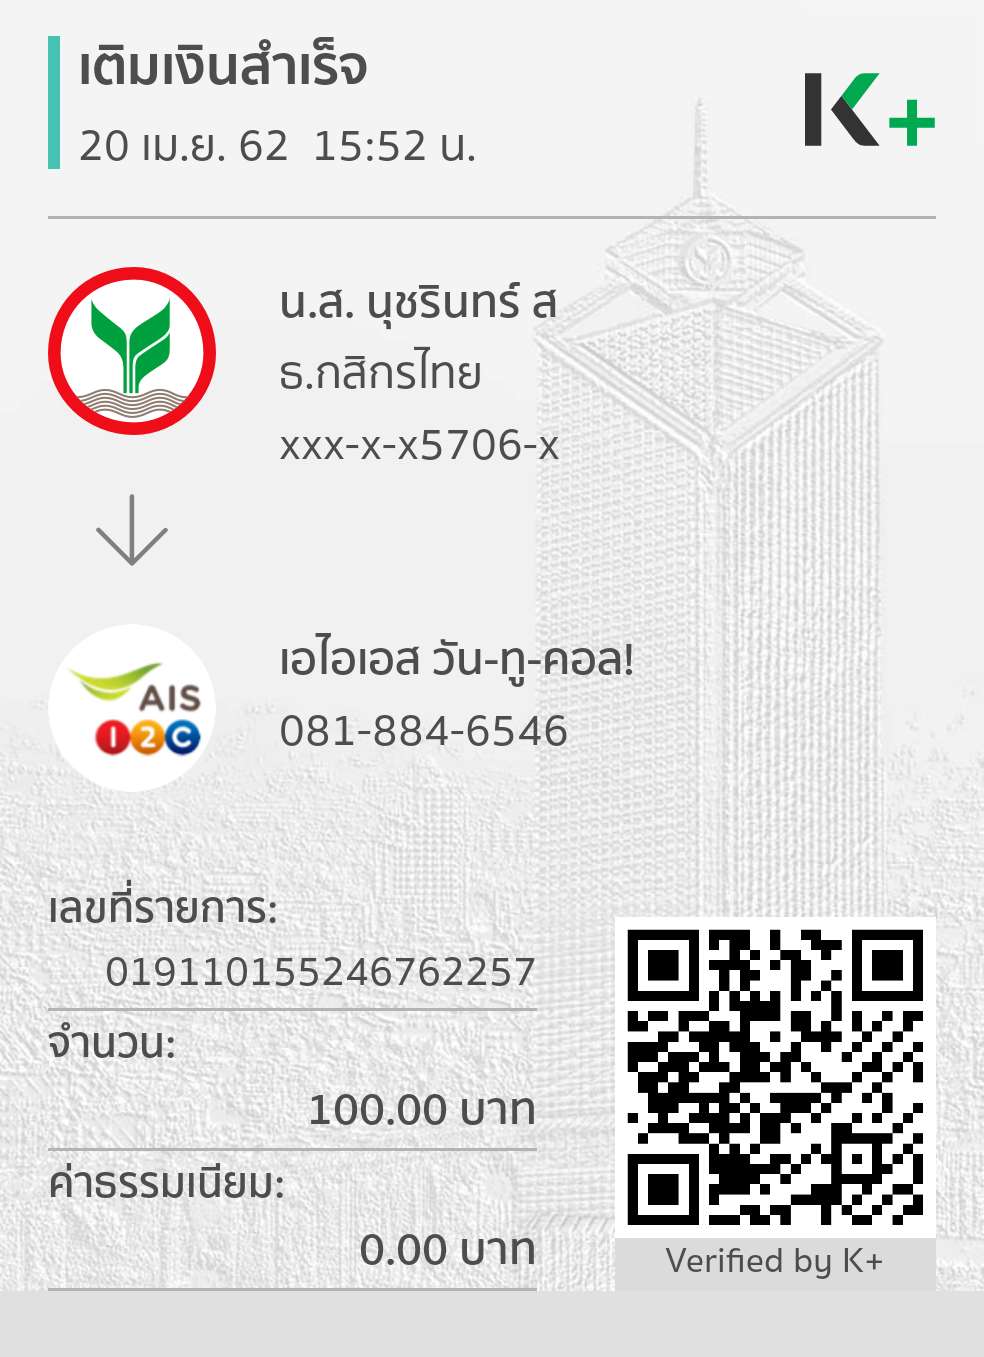 เติมเงินสำเร็จ
20 เม.ย. 62 15:52 น.
K+
น.ส. นุชรินทร์ ส
ธ.กสิกรไทย
xxx-x-x5706-x
เอไอเอส วัน-ทู-คอล!
081-884-6546
AIS
12C
เลขที่รายการ:
019110155246762257
จำนวน:
100.00 บาท
ค่าธรรมเนียม:
0.00 บาท
Verified by K+